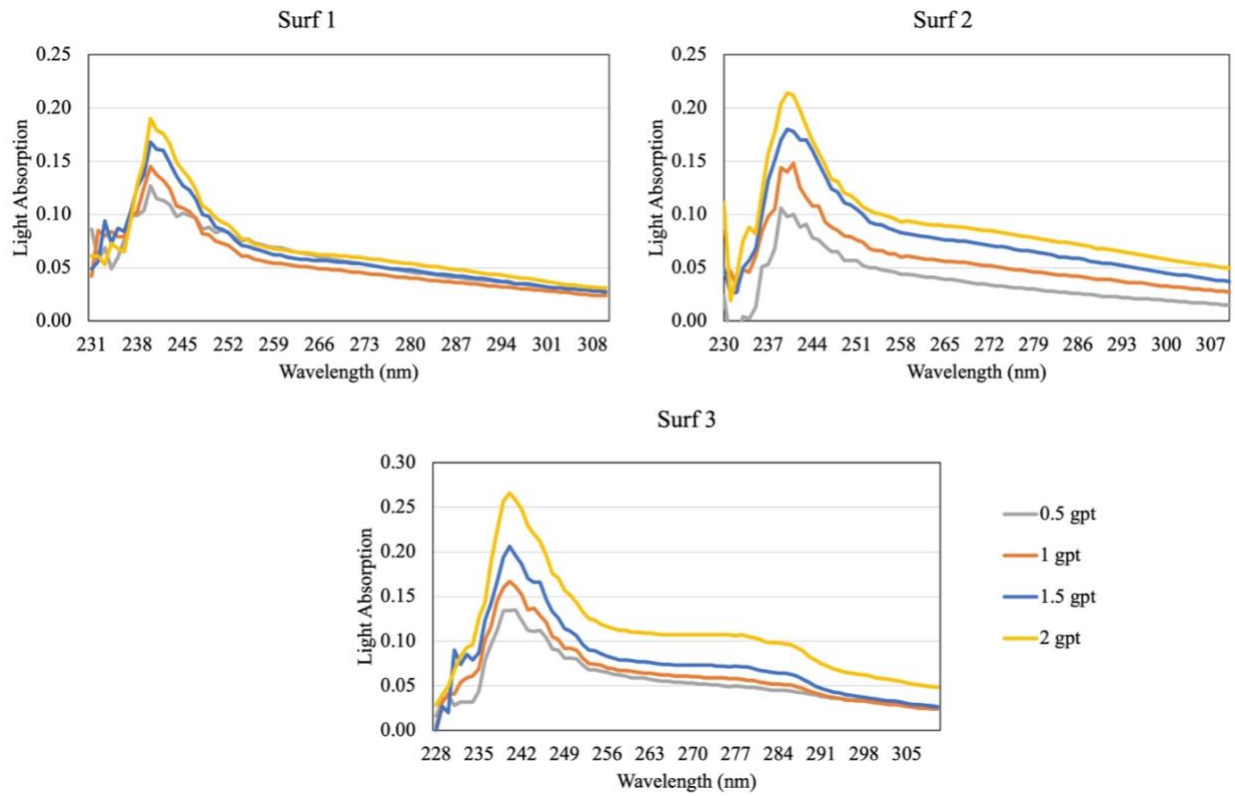 Surf 1
0.25
0.20
0.15
0.10
0.05
0.00
Light Absorption
231 238 245 252 259 266 273 280 287 294 301 308
Wavelength (nm)
Surf 2
0.25
0.20
0.15
0.10
0.05
0.00
Light Absorption
230 237 244 251 258 265 272 279 286 293 300 307
Wavelength (nm)
Surf 3
0.30
0.25
0.20
0.15
0.10
0.05
0.00
Light Absorption
228 235 242 249 256 263 270 277 284 291 298 305
Wavelength (nm)
0.5 gpt
1 gpt
1.5 gpt
2 gpt